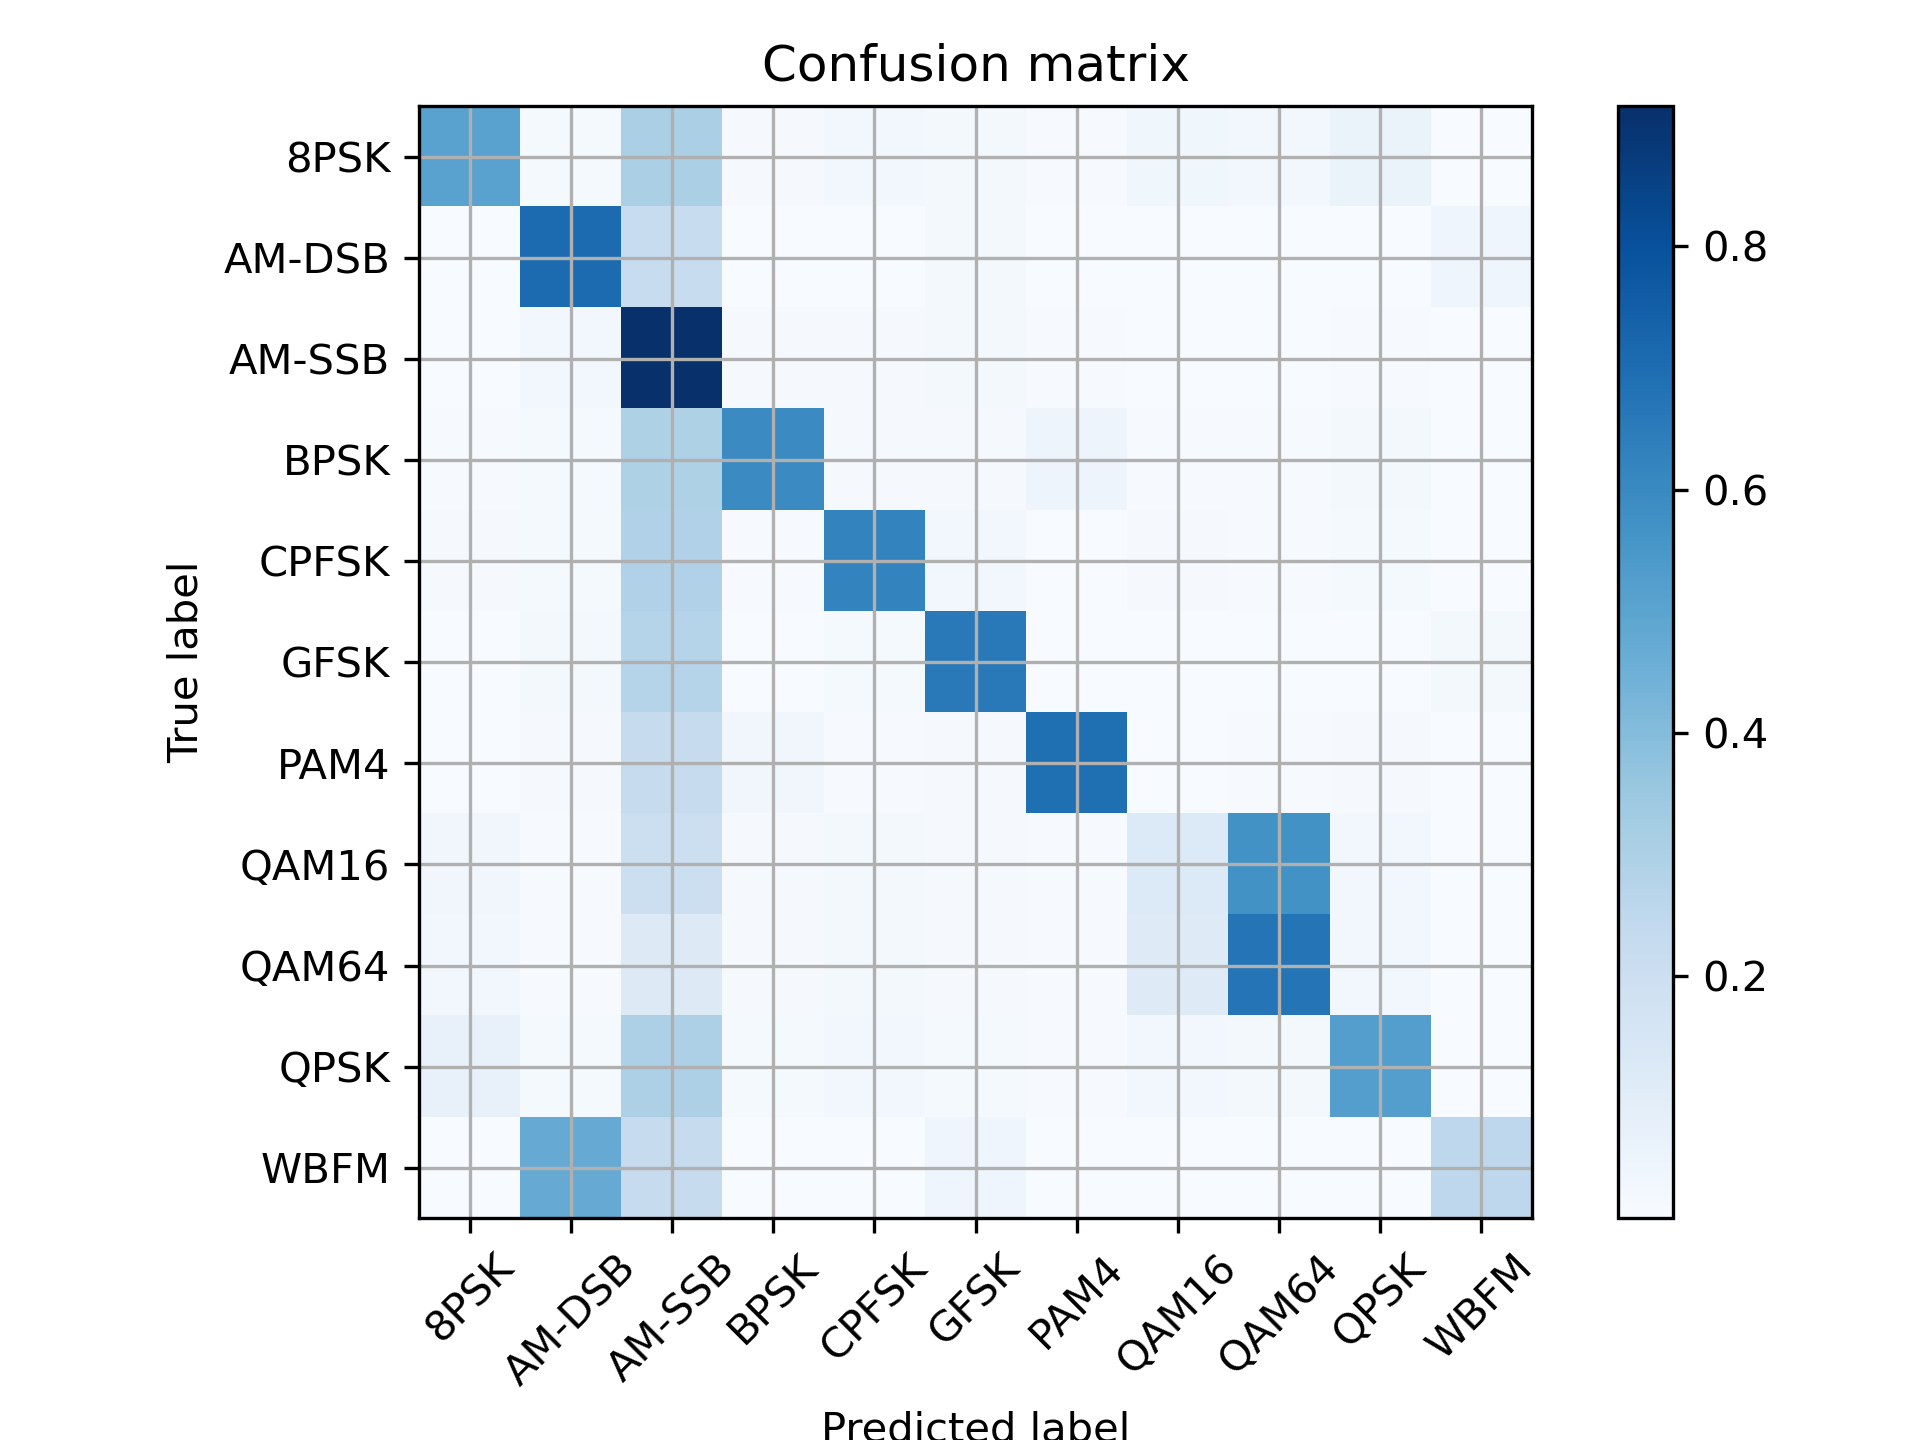 Confusion matrix
8PSK
AM-DSB
AM-SSB
BPSK
CPFSK
GFSK
PAM4
QAM16
QAM64
QPSK
WBFM
True label
8PSK
AM-DSB
AM-SSB
BPSK
CPFSK
GFSK
PAM4
QAM16
QAM64
QPSK
WBFM
Predicted label
0.8
0.6
0.4
0.2